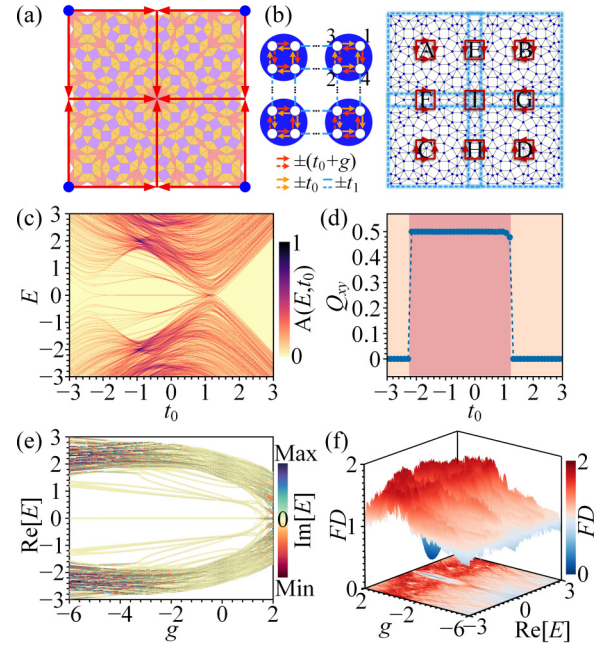 (a)
(b)
3 1
2 4
±(t₀+g)
±t₀ ±t₁
A E B
F I G
C H D
(c)
3
2
1
0
−1
−2
−3
E
−3 −2 −1 0 1 2 3
t₀
1
0
A(E,t₀)
(d)
0.5
0.4
0.3
0.2
0.1
0
Qxy
−3 −2 −1 0 1 2 3
t₀
(e)
3
2
1
0
−1
−2
−3
Re[E]
−6 −4 −2 0 2
g
Max
0
Min
Im[E]
(f)
2
1
0
FD
2 −2 −6
g
−3 0 3
Re[E]
2
0
FD